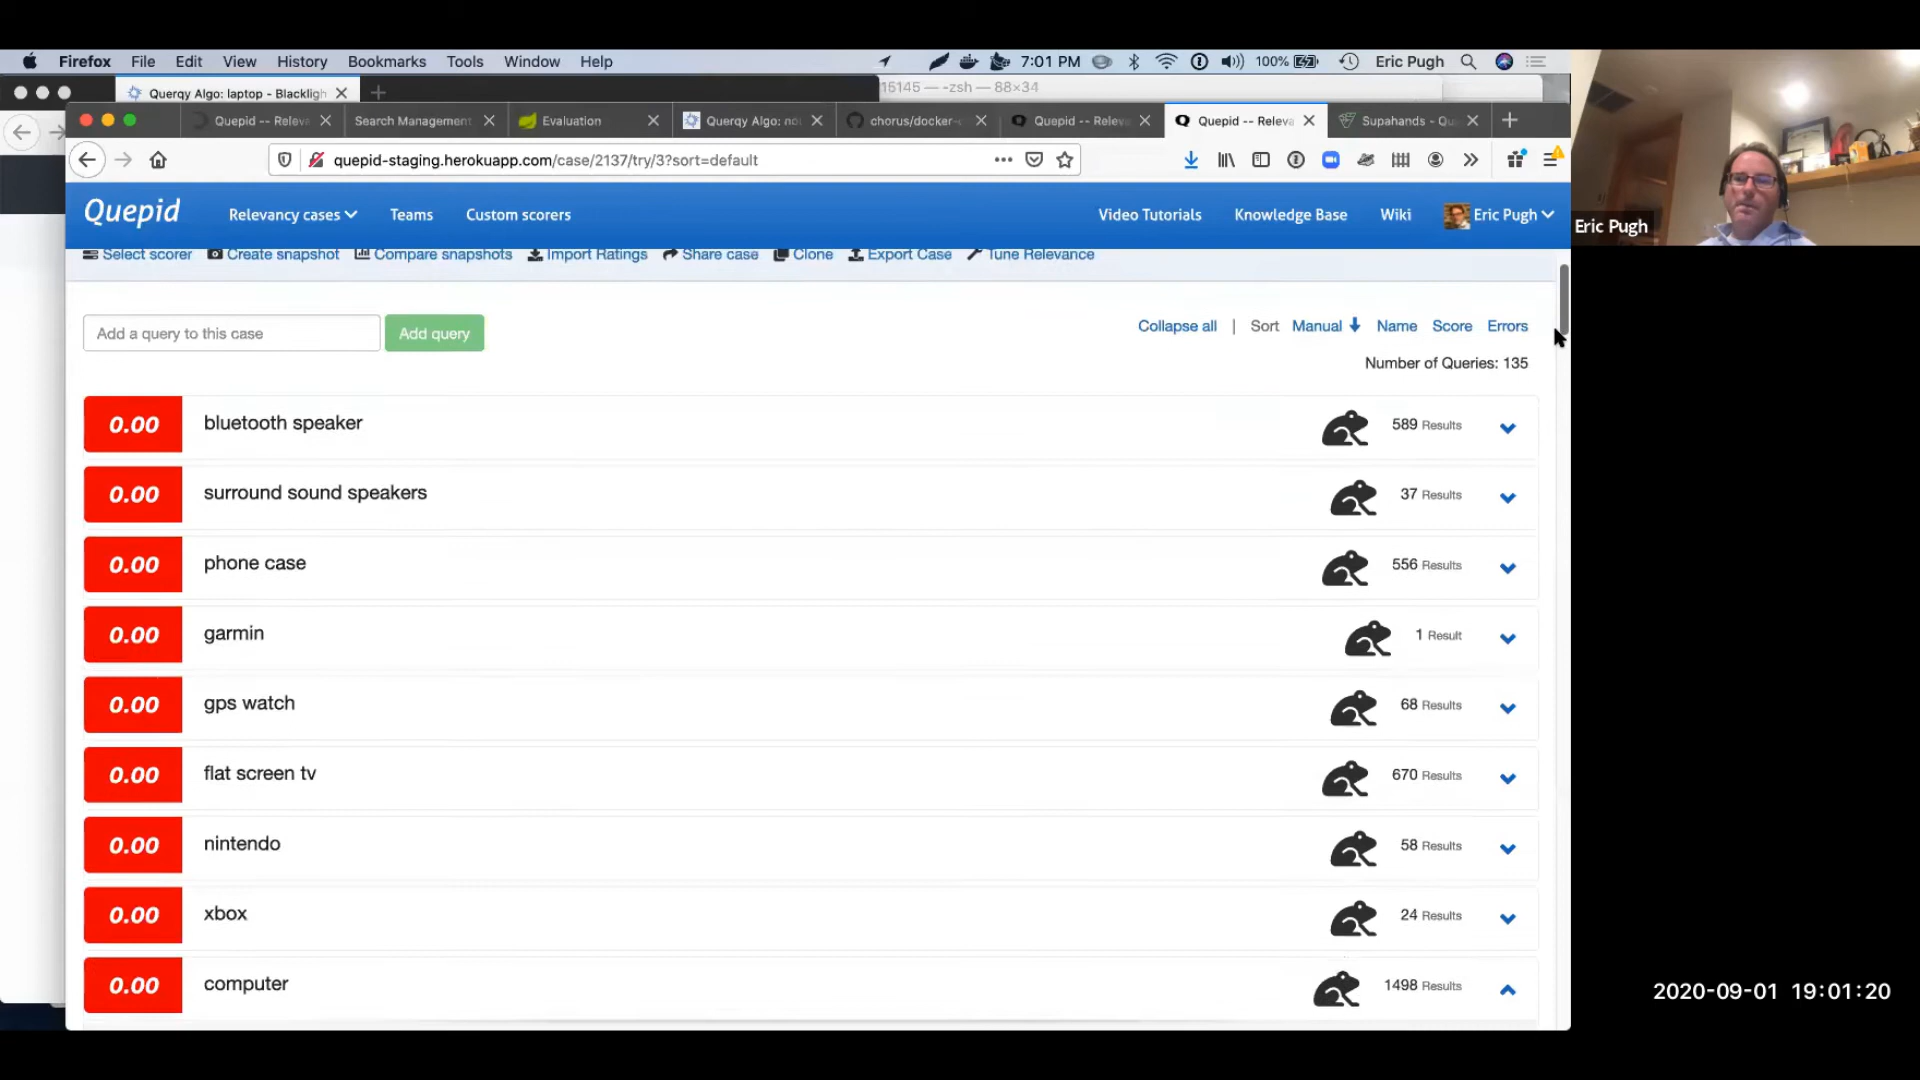 Firefox File Edit View History Bookmarks Tools Window Help 7:01 PM 100% Eric Pugh
Querqy Algo: laptop - Blackligh
15145 — -zsh — 88×34
Quepid -- Releva Search Management Evaluation Querqy Algo: not chorus/docker-c Quepid -- Releva Quepid -- Releva Supahands - Qu
quepid-staging.herokuapp.com/case/2137/try/3?sort=default
Quepid Relevancy cases Teams Custom scorers Video Tutorials Knowledge Base Wiki Eric Pugh
Eric Pugh
Select scorer Create snapshot Compare snapshots Import Ratings Share case Clone Export Case Tune Relevance
Add a query to this case Add query Collapse all | Sort Manual Name Score Errors
Number of Queries: 135
0.00 bluetooth speaker 589 Results
0.00 surround sound speakers 37 Results
0.00 phone case 556 Results
0.00 garmin 1 Result
0.00 gps watch 68 Results
0.00 flat screen tv 670 Results
0.00 nintendo 58 Results
0.00 xbox 24 Results
0.00 computer 1498 Results
2020-09-01 19:01:20